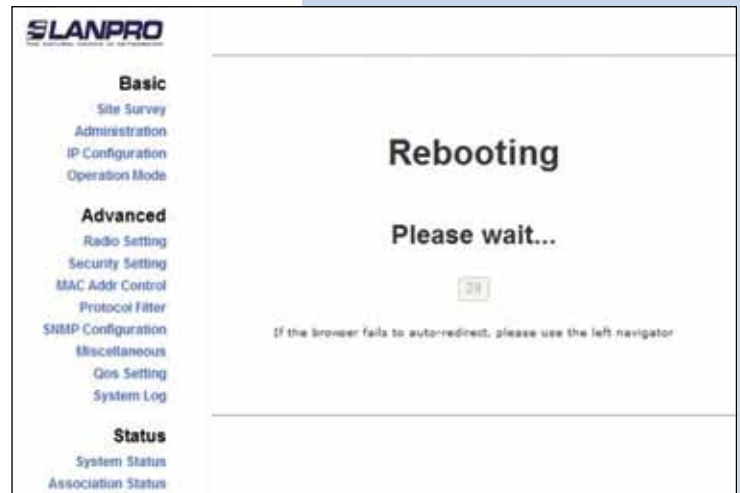 SLANPRO
Basic
Site Survey
Administration
IP Configuration
Operation Mode
Advanced
Radio Setting
Security Setting
MAC Addr Control
Protocol Filter
SNMP Configuration
Miscellaneous
Qos Setting
System Log
Status
System Status
Association Status
Rebooting
Please wait...
If the browser fails to auto-redirect, please use the left navigator